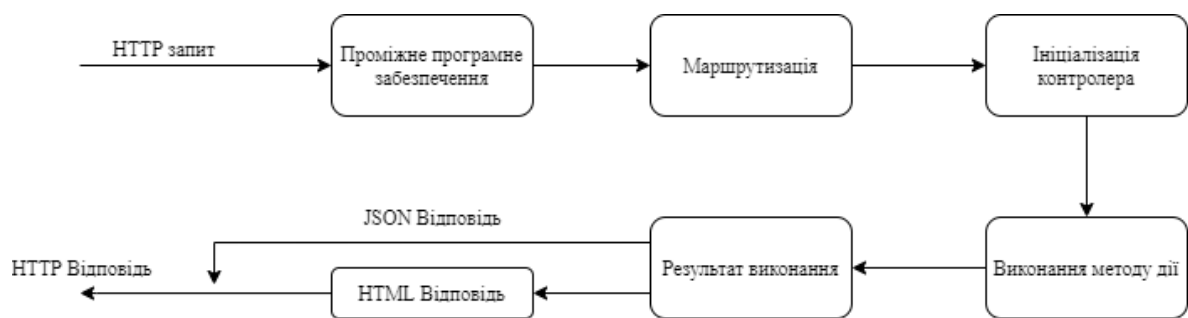 HTTP запит
Проміжне програмне
забезпечення
Маршрутизація
Ініціалізація
контролера
JSON Відповідь
HTTP Відповідь
HTML Відповідь
Результат виконання
Виконання методу дії